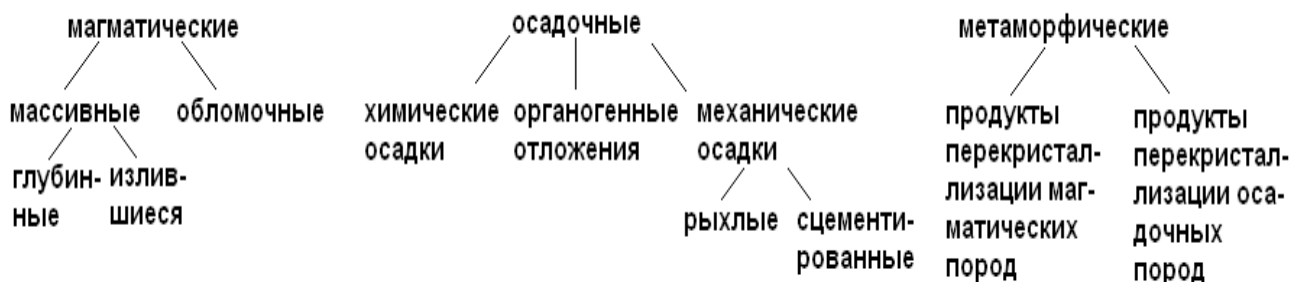 магматические
осадочные
метаморфические
массивные
обломочные
химические
осадки
органогенные
отложения
механические
осадки
продукты
перекристал-
лизации маг-
матических
пород
продукты
перекристал-
лизации оса-
дочных
пород
глубин-
ные
излив-
шиеся
рыхлые
сцементи-
рованные